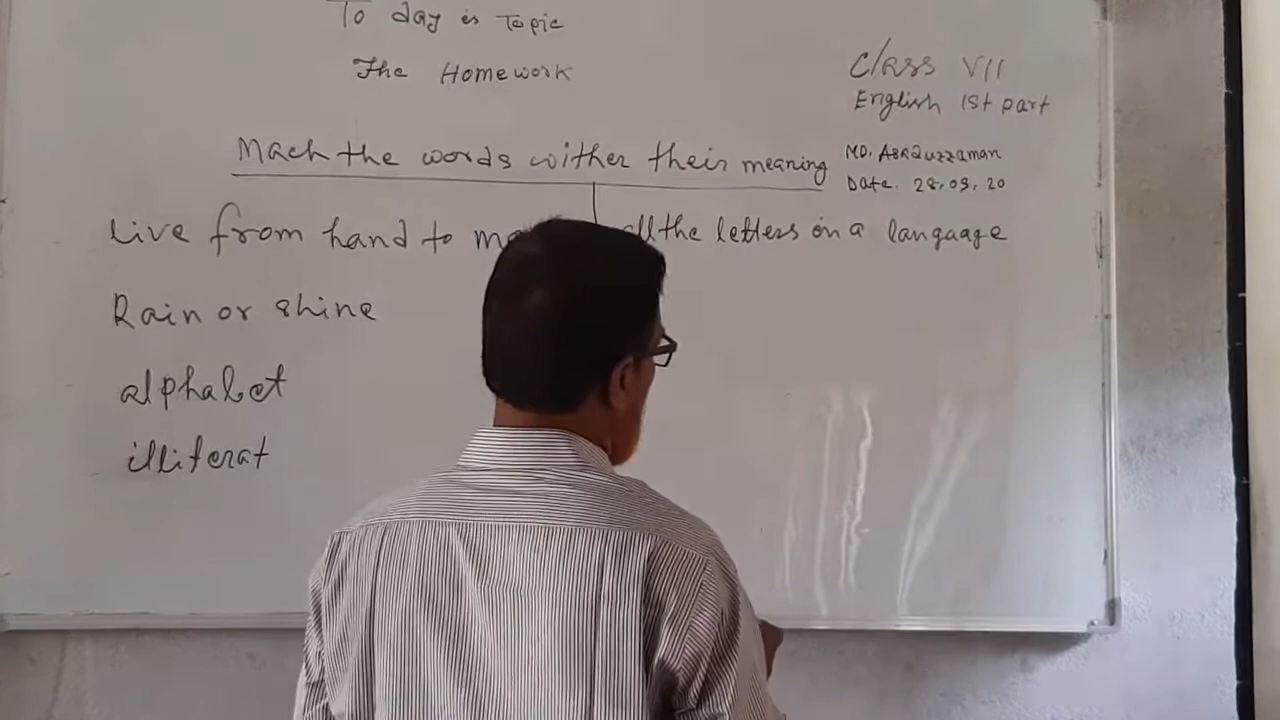 To day is Topic
The Homework
Class VII
English 1st part
Mach the words wither their meaning
MD. Asaduzzaman
Date. 28.09.20
Live from hand to
all the letters in a language
Rain or shine
alphabet
illiterat